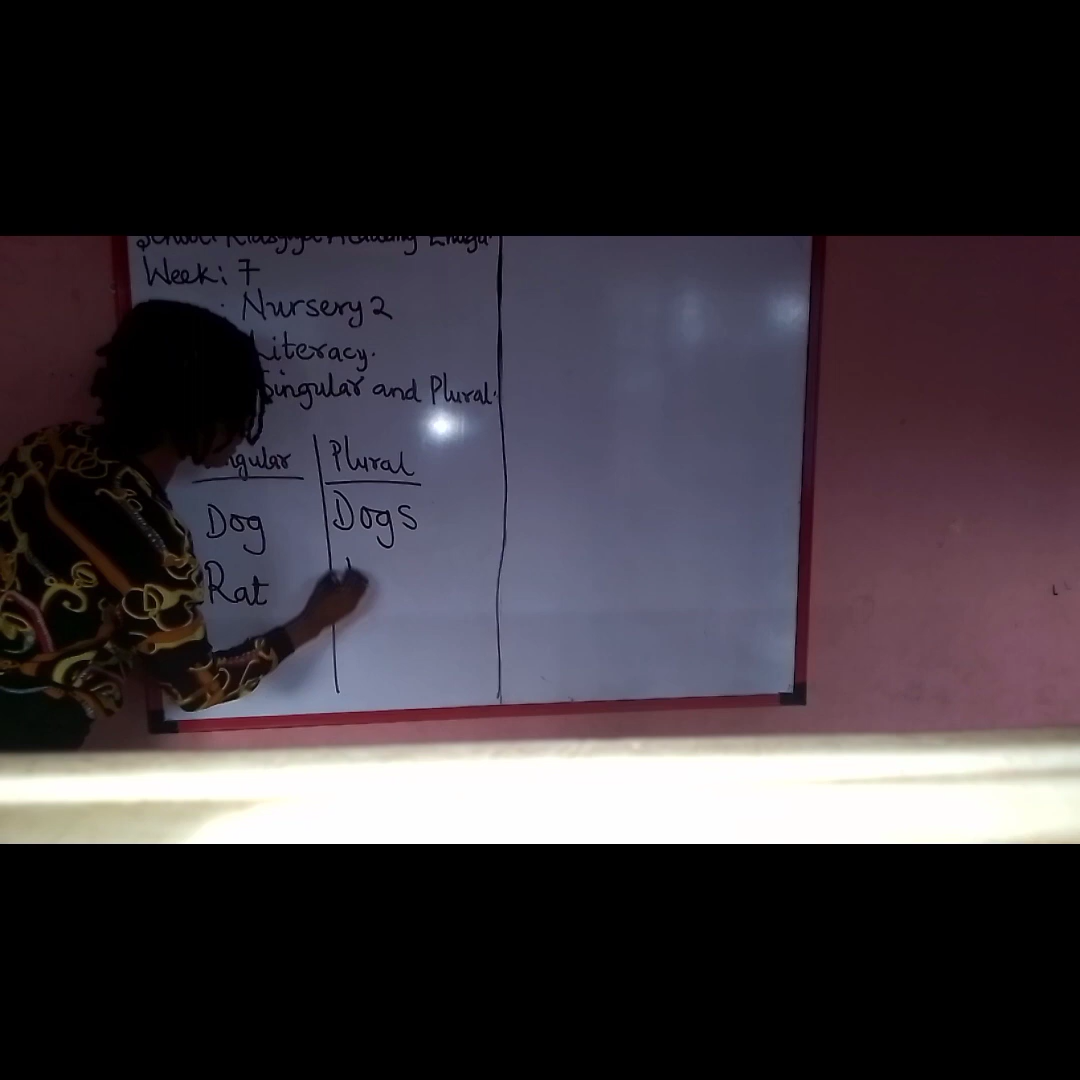 Week: 7
: Nursery 2
Literacy.
Singular and Plural.
ngular Plural
Dog Dogs
Rat